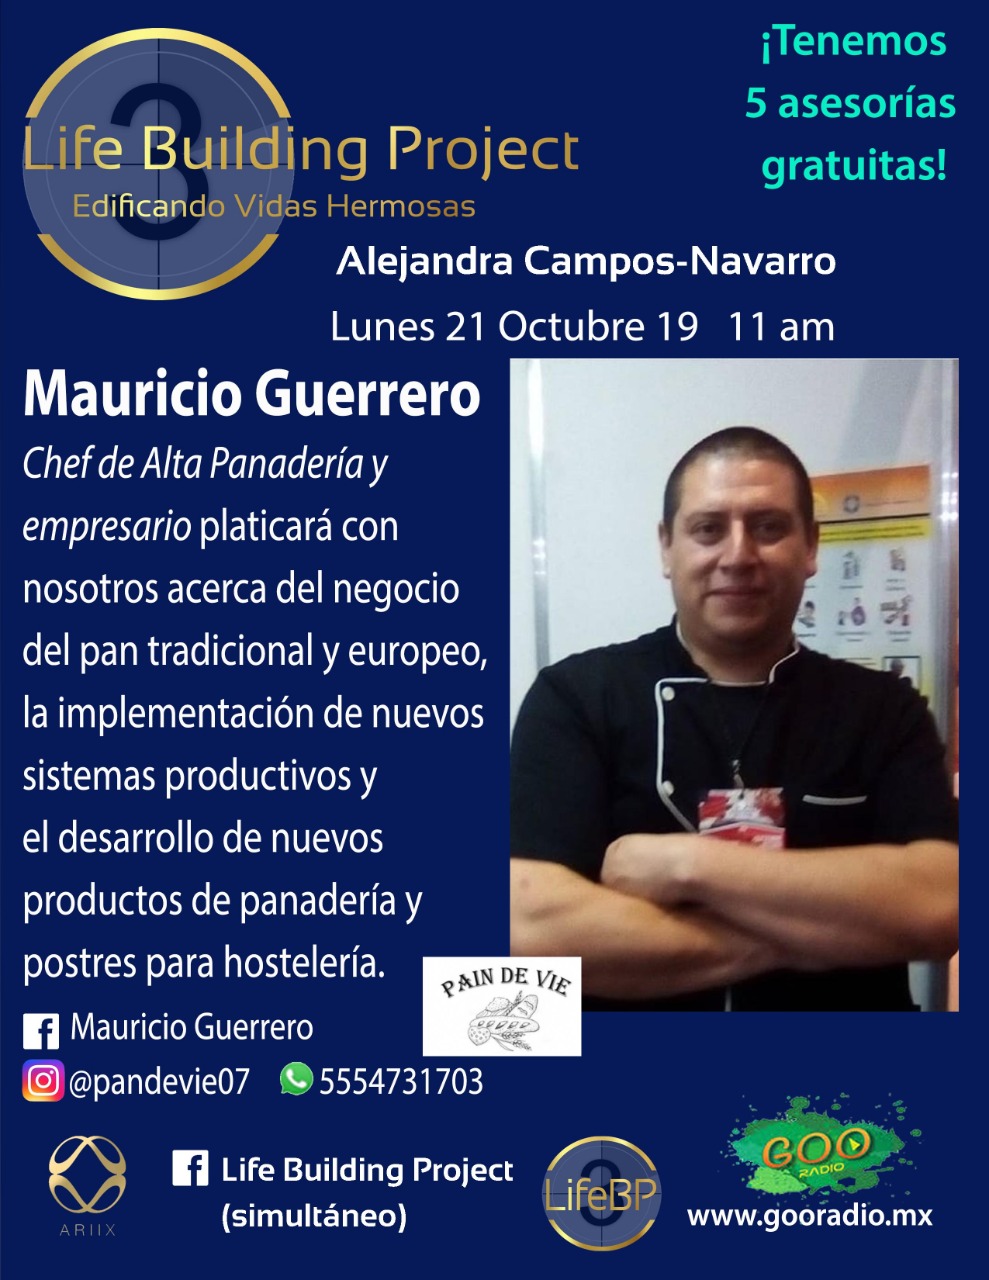 ¡Tenemos
5 asesorías
gratuitas!
3
Life Building Project
Edificando Vidas Hermosas
Alejandra Campos-Navarro
Lunes 21 Octubre 19 11 am
Mauricio Guerrero
Chef de Alta Panadería y
empresario platicará con
nosotros acerca del negocio
del pan tradicional y europeo,
la implementación de nuevos
sistemas productivos y
el desarrollo de nuevos
productos de panadería y
postres para hostelería.
PAIN DE VIE
Mauricio Guerrero
@pandevie07 5554731703
ARIIX
Life Building Project
(simultáneo)
3
LifeBP
GOO
RADIO
www.gooradio.mx